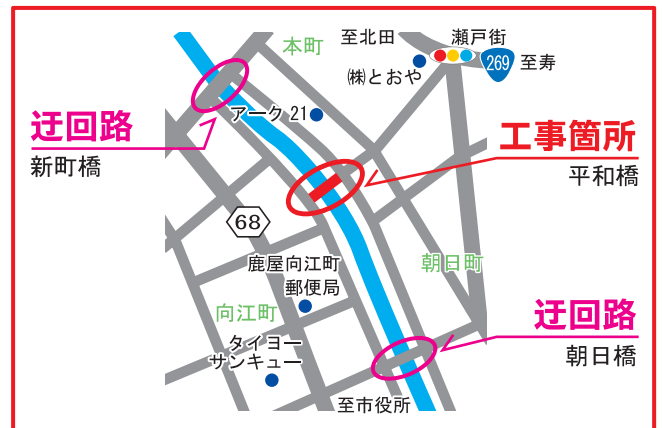 至北田
瀬戸街
本町
269
至寿
㈱とおや
迂回路
アーク 21
工事箇所
新町橋
平和橋
68
鹿屋向江町
郵便局
朝日町
向江町
迂回路
タイヨー
サンキュー
朝日橋
至市役所